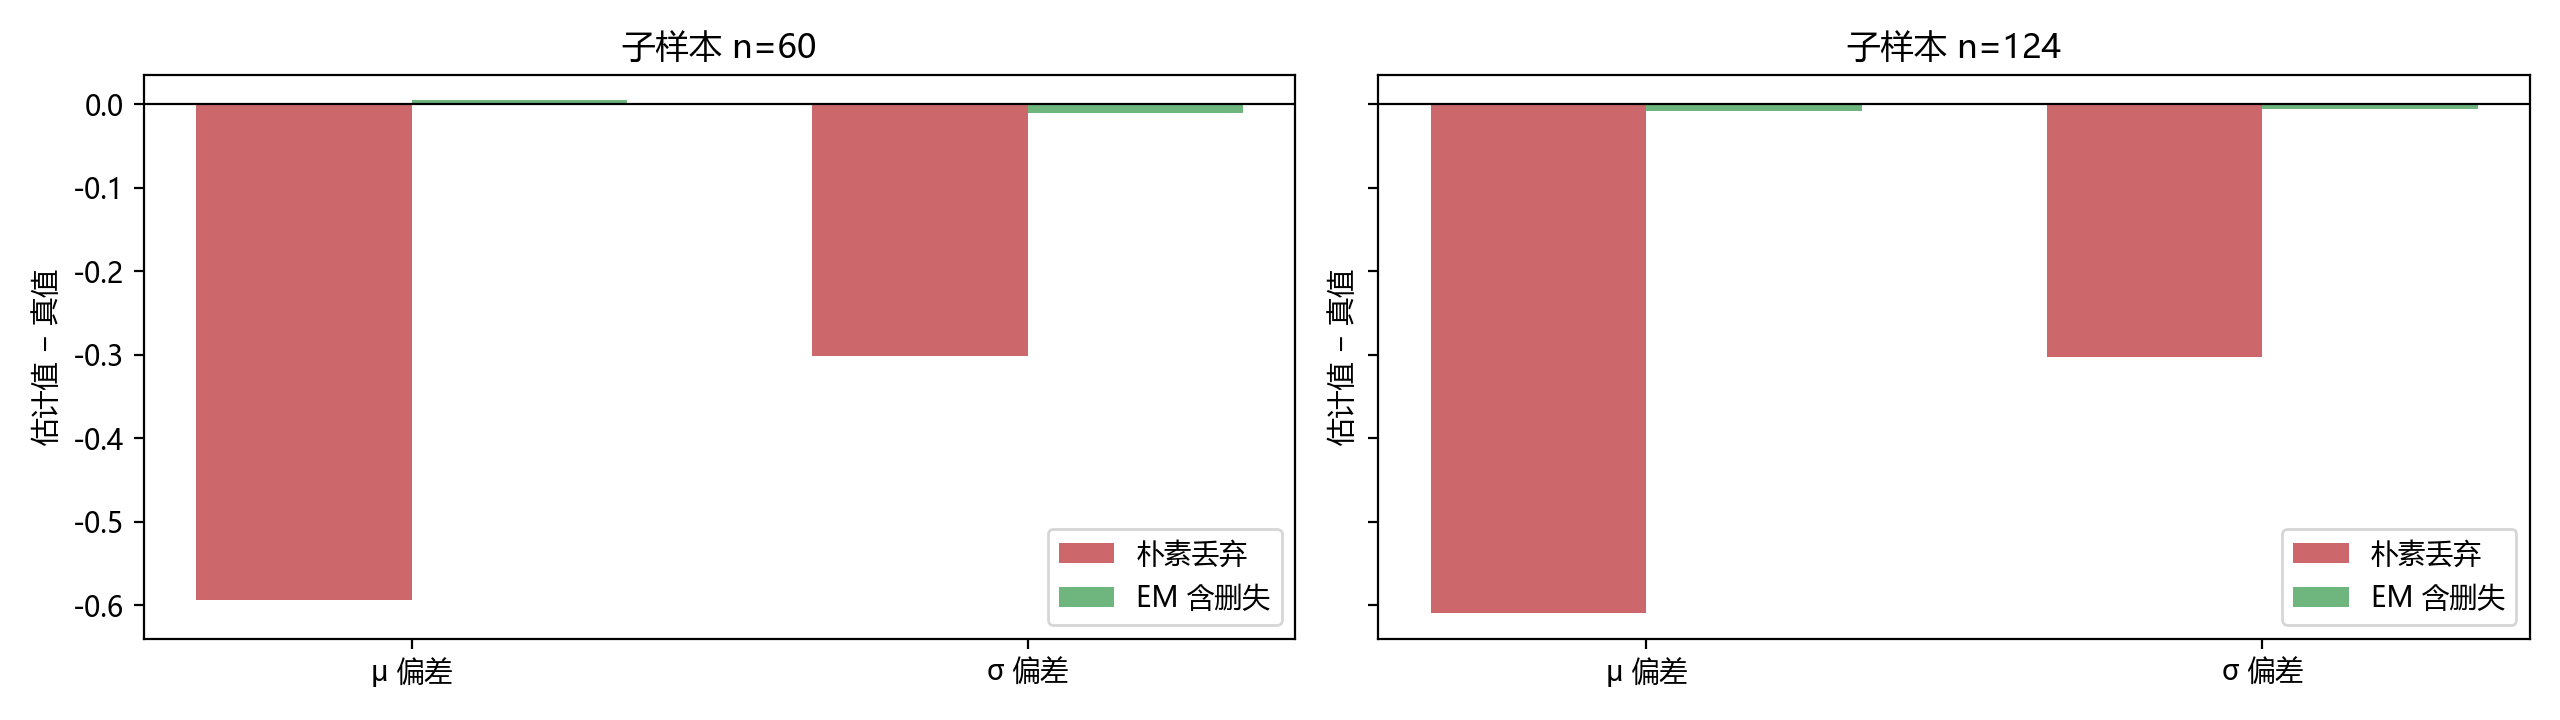 子样本 n=60
估计值 − 真值
0.0
-0.1
-0.2
-0.3
-0.4
-0.5
-0.6
μ 偏差
σ 偏差
朴素丢弃
EM 含删失
子样本 n=124
估计值 − 真值
μ 偏差
σ 偏差
朴素丢弃
EM 含删失